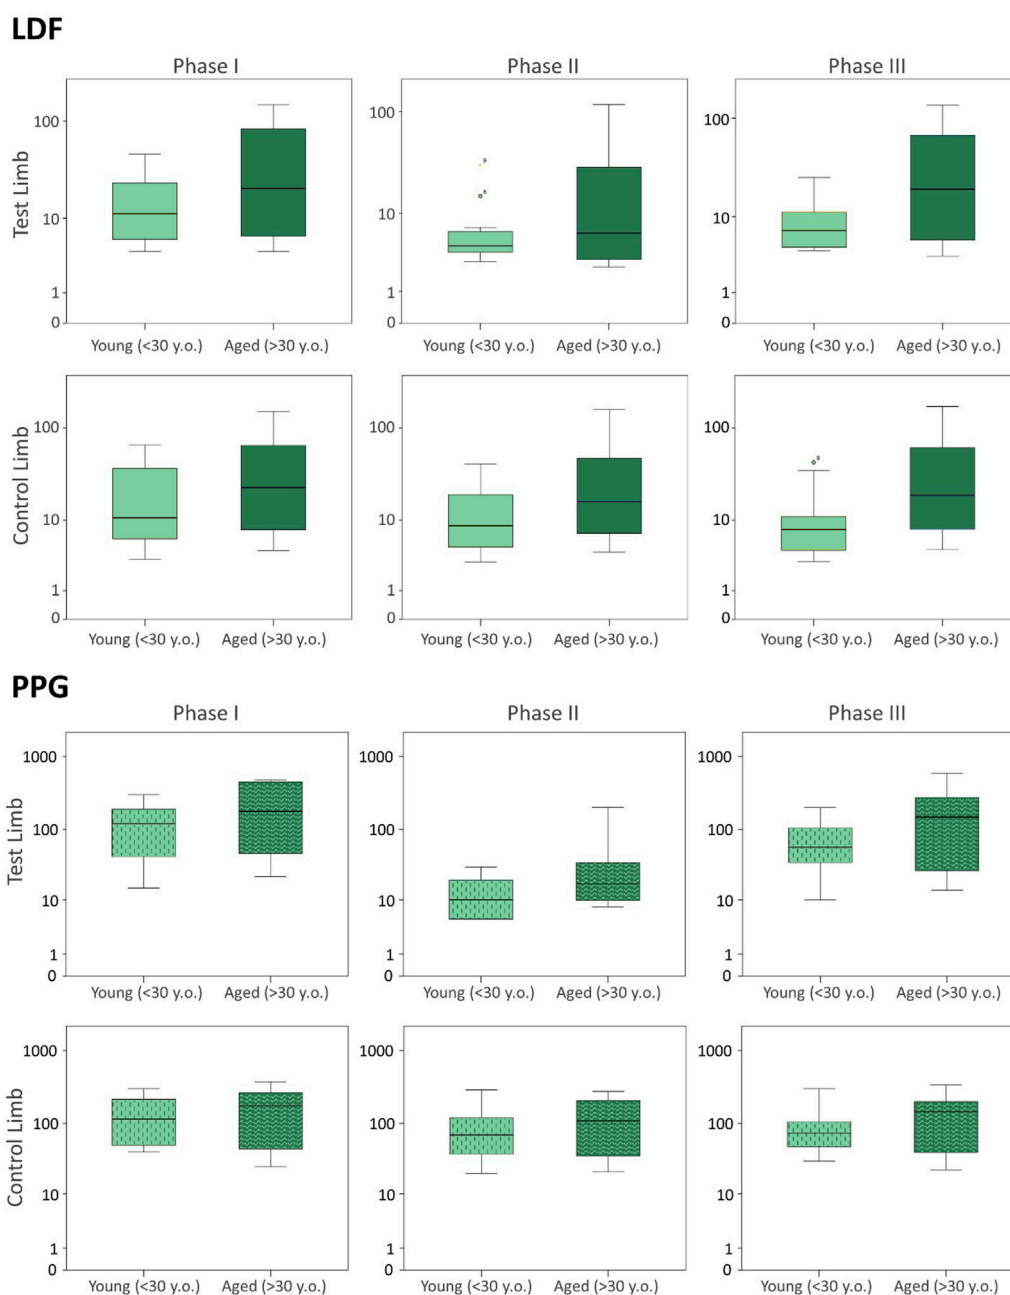 LDF
Phase I Phase II Phase III
Test Limb
100 10 1 0
100 10 1 0
100 10 1 0
Young (<30 y.o.) Aged (>30 y.o.) Young (<30 y.o.) Aged (>30 y.o.) Young (<30 y.o.) Aged (>30 y.o.)
9
8
Control Limb
100 10 1 0
100 10 1 0
100 10 1 0
9
Young (<30 y.o.) Aged (>30 y.o.) Young (<30 y.o.) Aged (>30 y.o.) Young (<30 y.o.) Aged (>30 y.o.)
PPG
Phase I Phase II Phase III
Test Limb
1000 100 10 1 0
1000 100 10 1 0
1000 100 10 1 0
Young (<30 y.o.) Aged (>30 y.o.) Young (<30 y.o.) Aged (>30 y.o.) Young (<30 y.o.) Aged (>30 y.o.)
Control Limb
1000 100 10 1 0
1000 100 10 1 0
1000 100 10 1 0
Young (<30 y.o.) Aged (>30 y.o.) Young (<30 y.o.) Aged (>30 y.o.) Young (<30 y.o.) Aged (>30 y.o.)